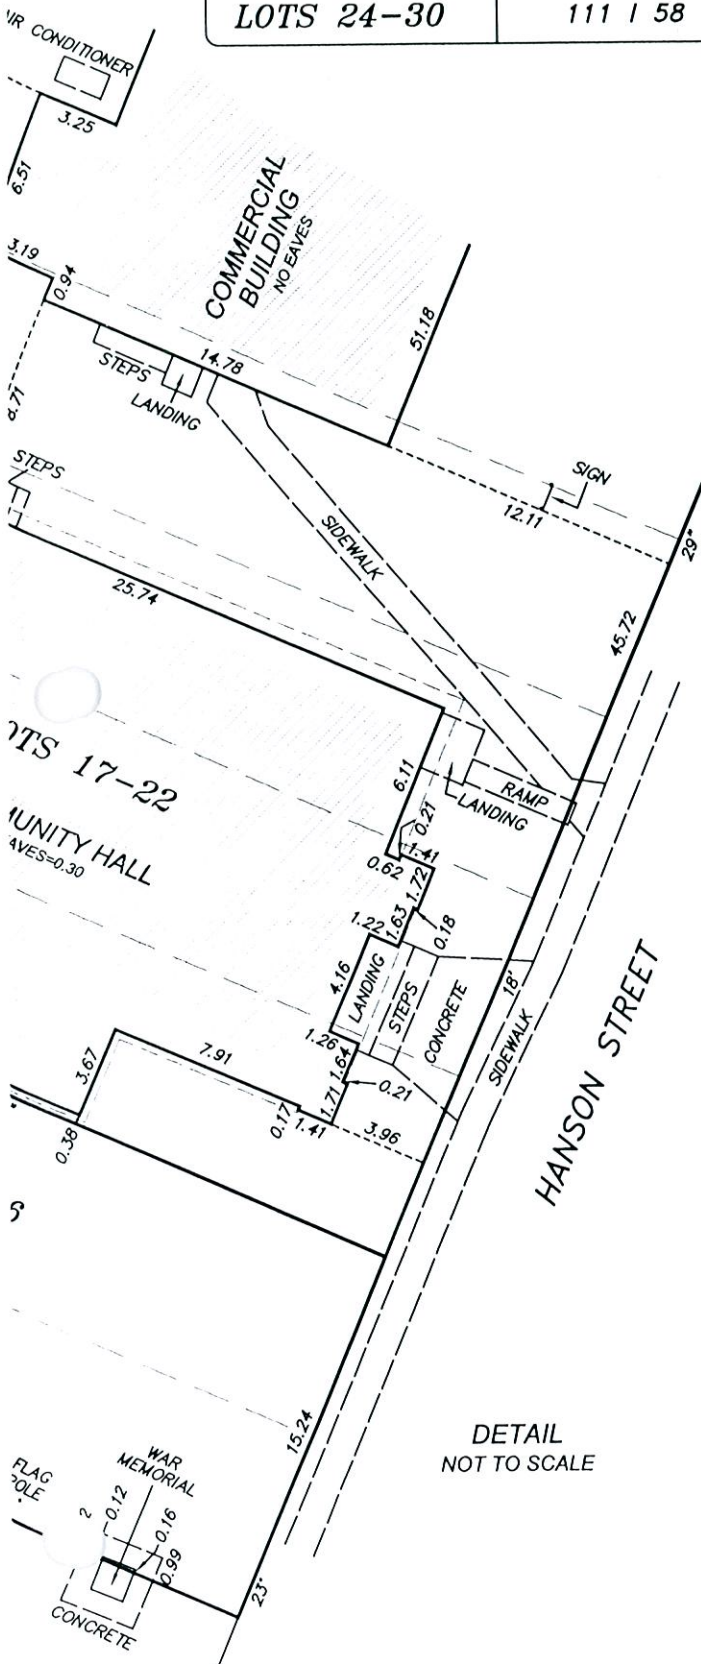 LOTS 24-30
111 I 58
IR CONDITIONER
3.25
6.51
3.19
0.94
COMMERCIAL
BUILDING
NO EAVES
51.18
14.78
STEPS
LANDING
.71
STEPS
SIGN
12.11
29"
SIDEWALK
25.74
45.72
OTS 17-22
MUNITY HALL
AVES=0.30
6.11
0.21
LANDING
RAMP
0.62
1.41
1.72
0.18
1.22
1.63
4.16
LANDING
STEPS
CONCRETE
18'
SIDEWALK
HANSON STREET
1.26
1.64
0.21
7.91
3.67
0.17
1.71
1.41
3.96
0.38
15.24
DETAIL
NOT TO SCALE
WAR
MEMORIAL
FLAG
POLE
2
0.12
0.16
0.99
CONCRETE
23"